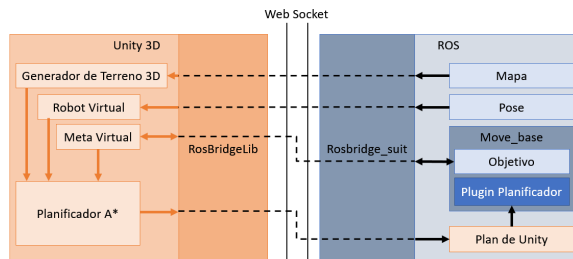 Web Socket
Unity 3D
ROS
Generador de Terreno 3D
Mapa
Robot Virtual
Pose
Meta Virtual
Move_base
RosBridgeLib
Rosbridge_suit
Objetivo
Plugin Planificador
Planificador A*
Plan de Unity